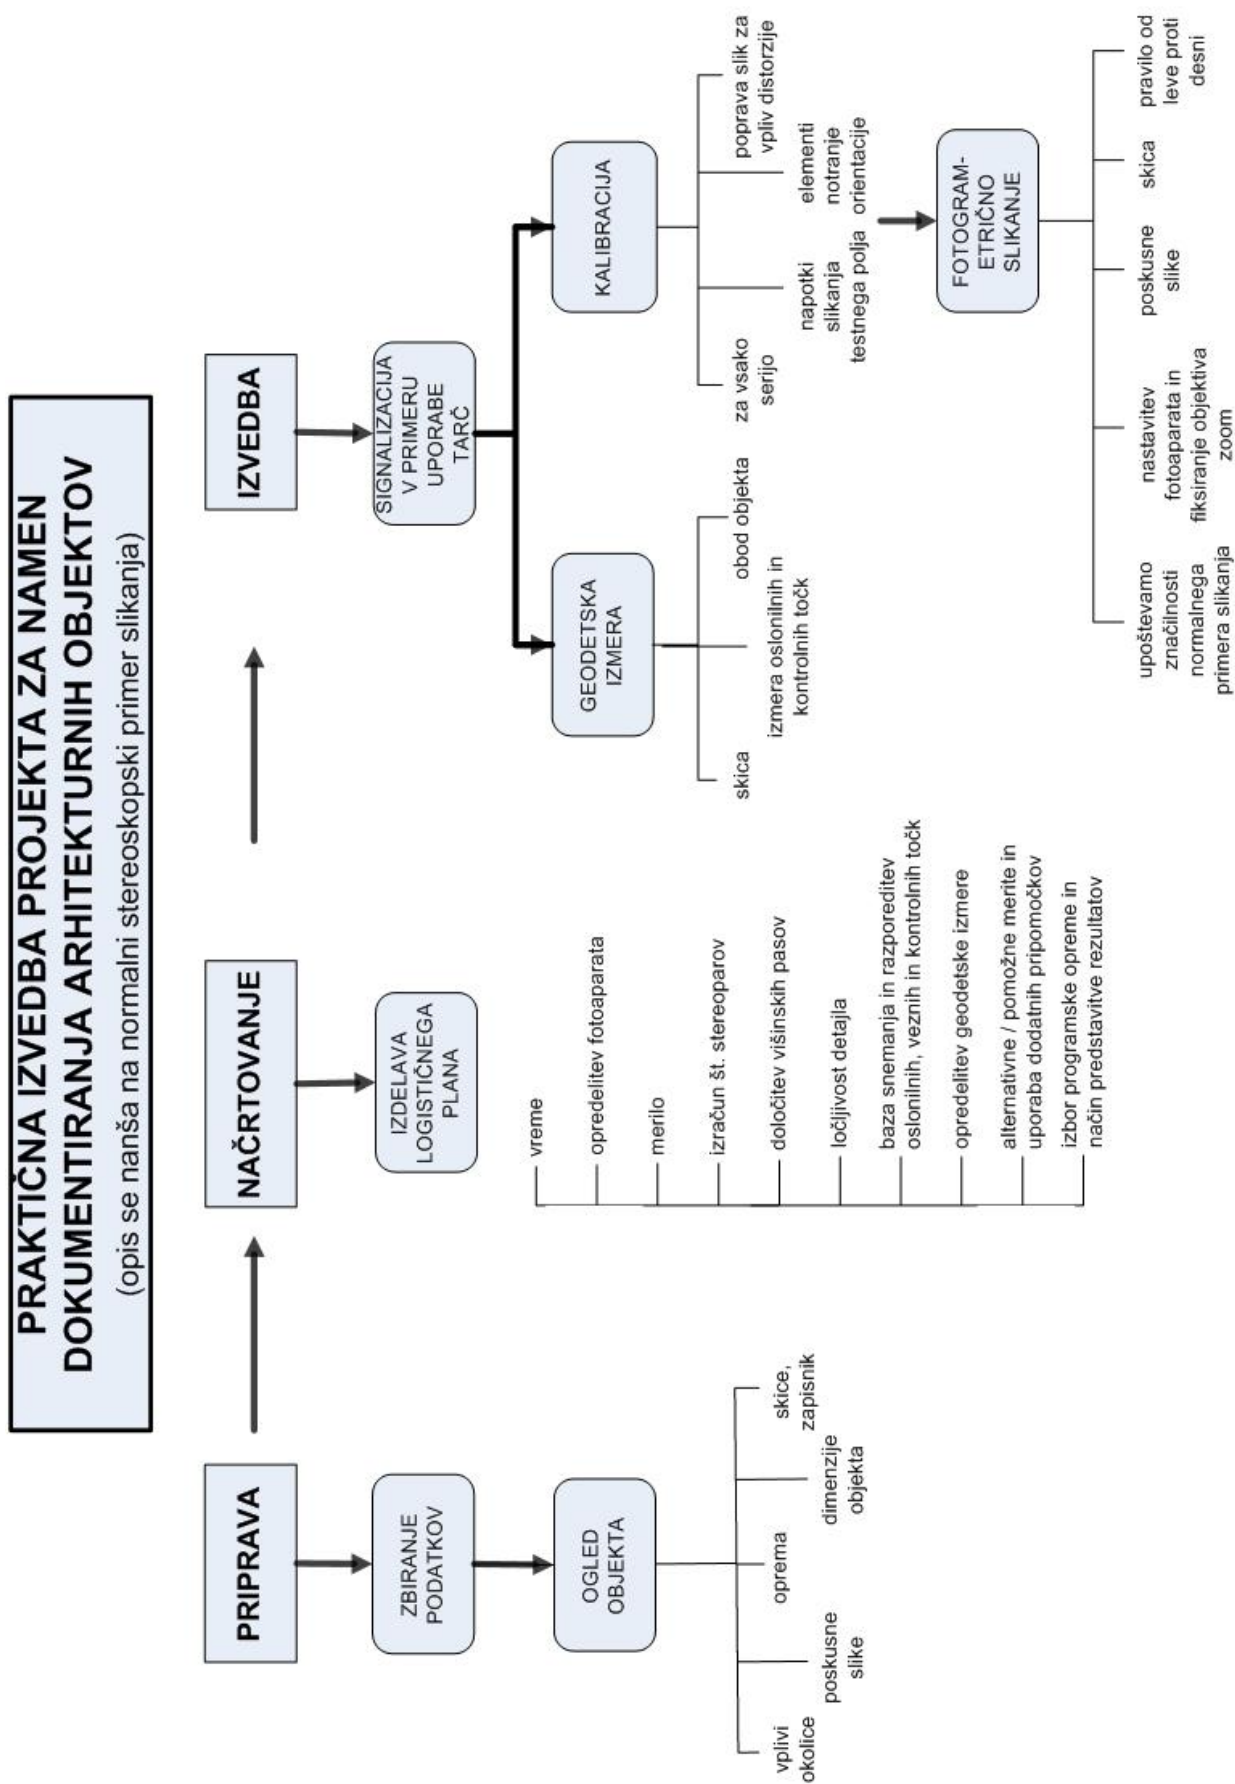 PRAKTIČNA IZVEDBA PROJEKTA ZA NAMEN
DOKUMENTIRANJA ARHITEKTURNIH OBJEKTOV
(opis se nanša na normalni stereoskopski primer slikanja)
PRIPRAVA
ZBIRANJE
PODATKOV
OGLED
OBJEKTA
vplivi
okolice
poskusne
slike
oprema
dimenzije
objekta
skice,
zapisnik
NAČRTOVANJE
IZDELAVA
LOGISTIČNEGA
PLANA
vreme
opredelitev fotoaparata
merilo
izračun št. stereoparov
določitev višinskih pasov
ločljivost detajla
baza snemanja in razporeditev
oslonilnih, veznih in kontrolnih točk
opredelitev geodetske izmere
alternativne / pomožne merite in
uporaba dodatnih pripomočkov
izbor programske opreme in
način predstavitve rezultatov
IZVEDBA
SIGNALIZACIJA
V PRIMERU
UPORABE
TARČ
GEODETSKA
IZMERA
skica
izmera oslonilnih in
kontrolnih točk
obod objekta
KALIBRACIJA
za vsako
serijo
napotki
slikanja
testnega polja
elementi
notranje
orientacije
poprava slik za
vpliv distorzije
FOTOGRAM-
ETRIČNO
SLIKANJE
upoštevamo
značilnosti
normalnega
primera slikanja
nastavitev
fotoaparata in
fiksiranje objektiva
zoom
poskusne
slike
skica
pravilo od
leve proti
desni